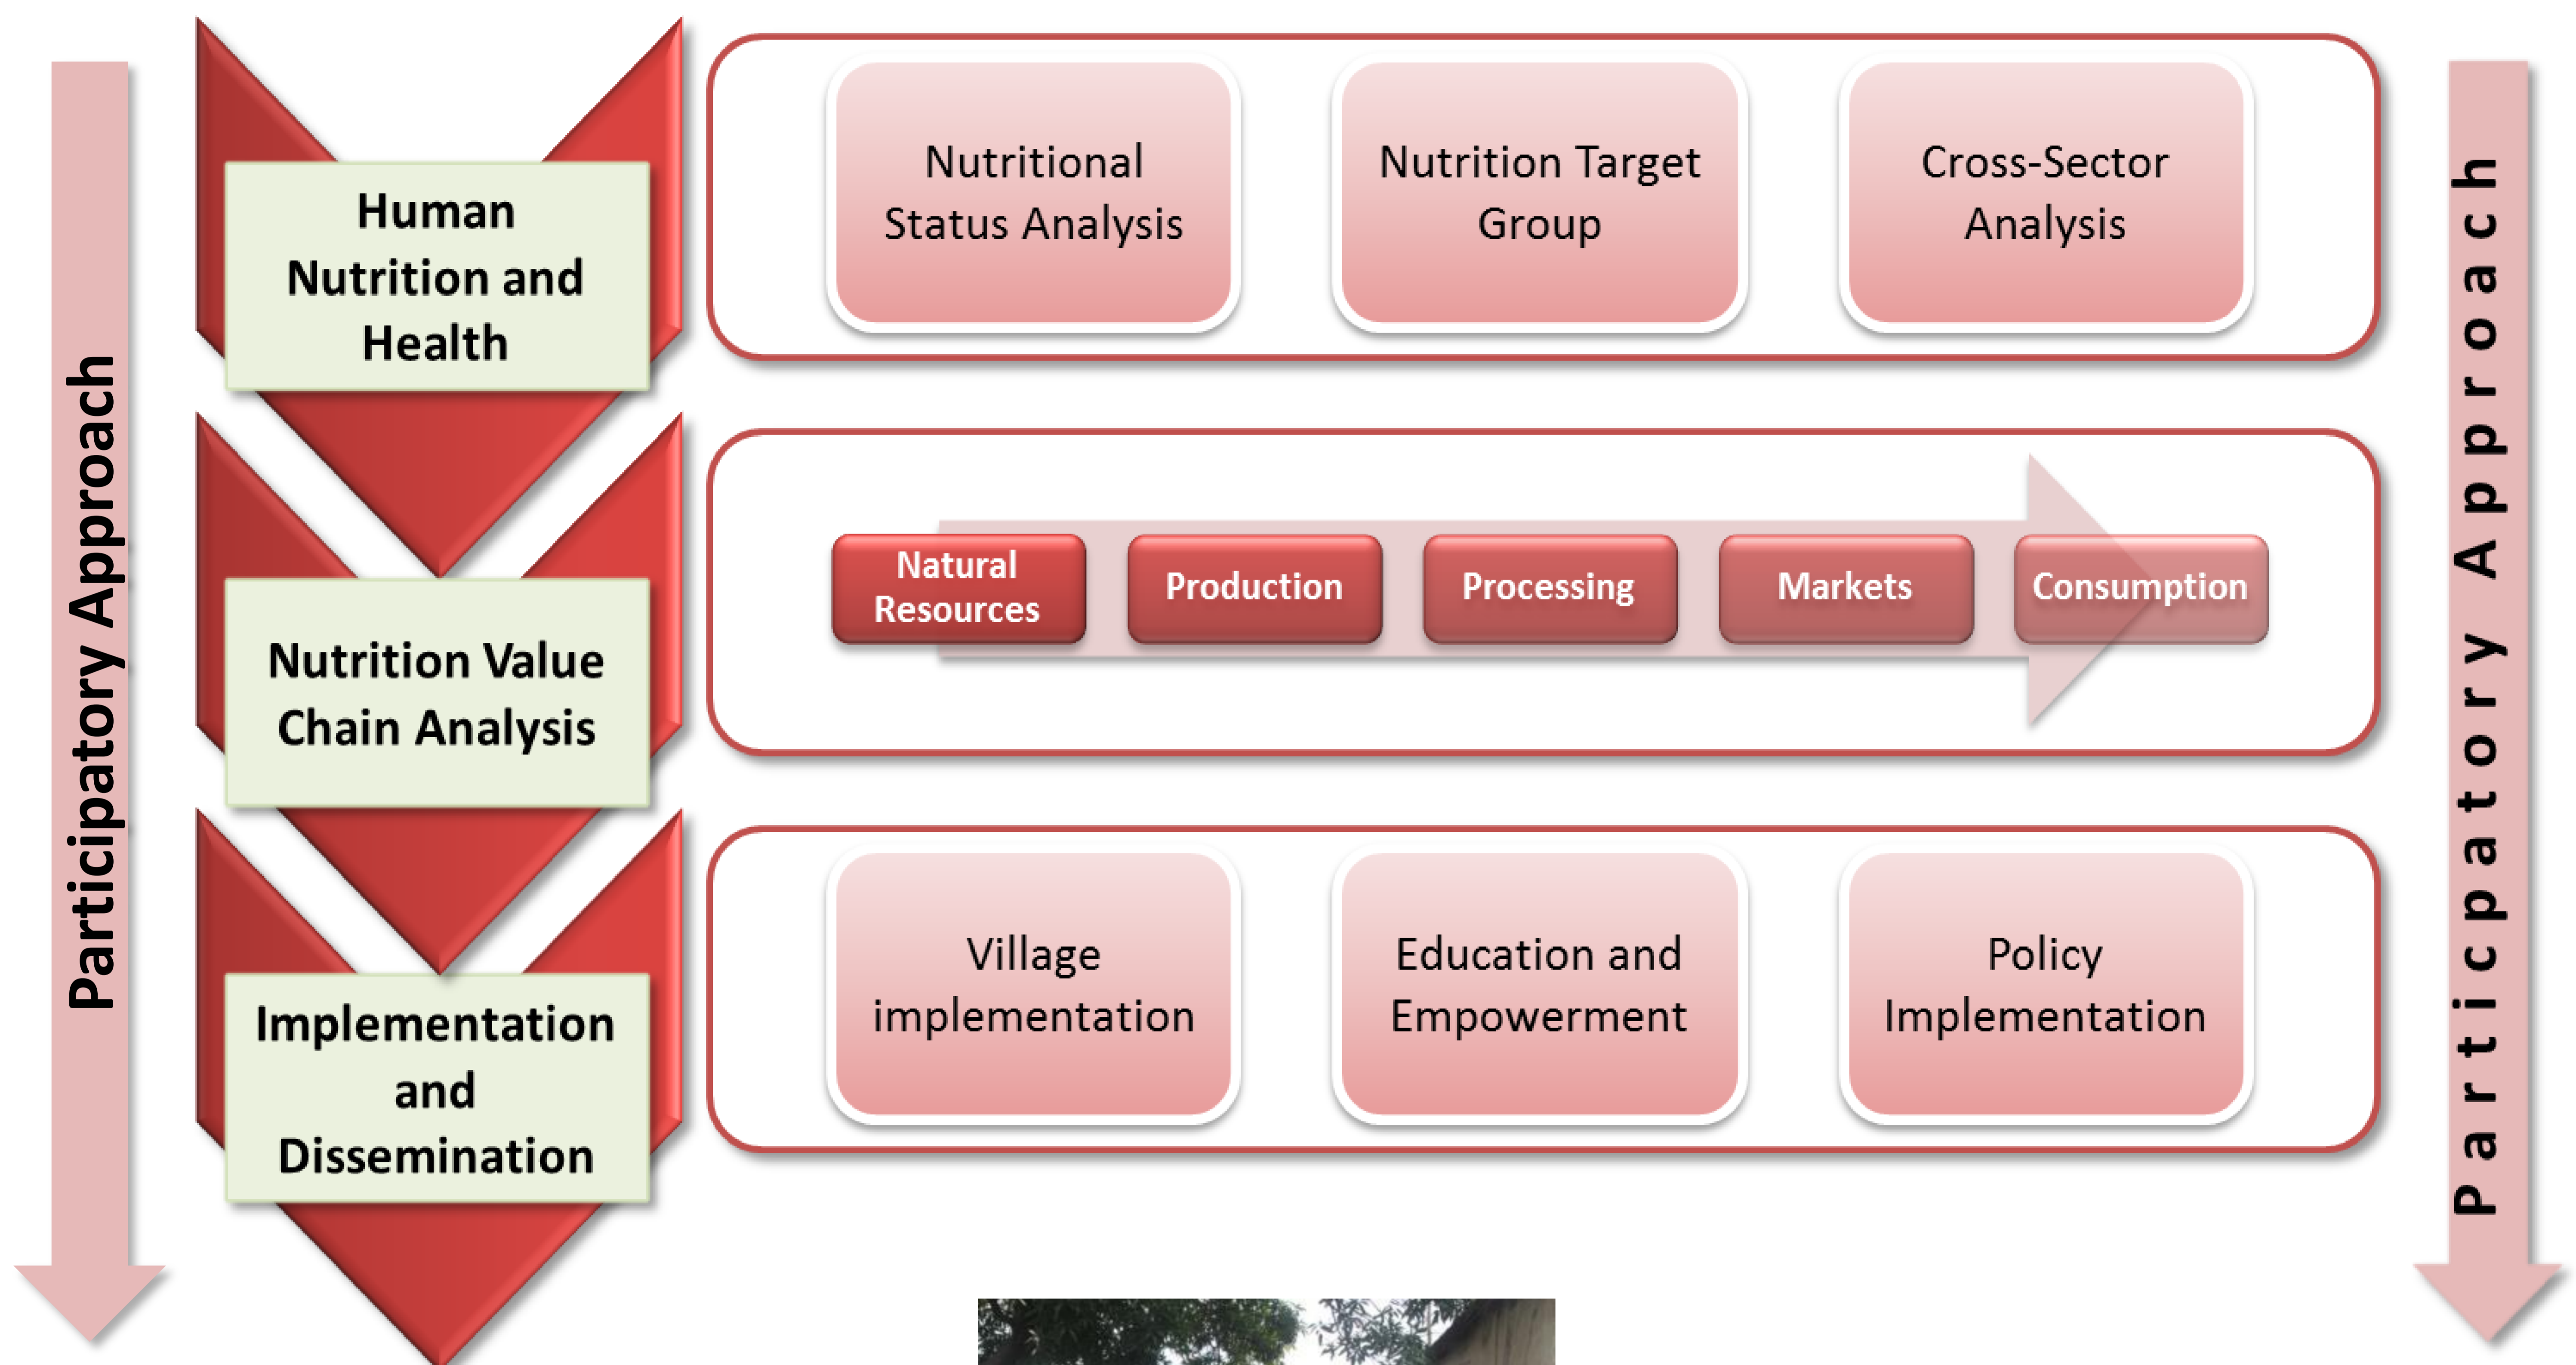 Participatory Approach
Human
Nutrition and
Health
Nutritional
Status Analysis
Nutrition Target
Group
Cross-Sector
Analysis
Nutrition Value
Chain Analysis
Natural
Resources
Production
Processing
Markets
Consumption
Implementation
and
Dissemination
Village
implementation
Education and
Empowerment
Policy
Implementation
Particpatory Approach